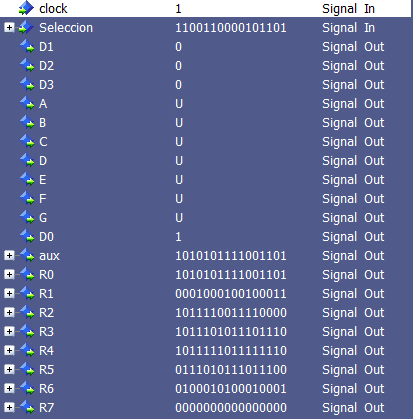 clock 1 Signal In
Seleccion 1100110000101101 Signal In
D1 0 Signal Out
D2 0 Signal Out
D3 0 Signal Out
A U Signal Out
B U Signal Out
C U Signal Out
D U Signal Out
E U Signal Out
F U Signal Out
G U Signal Out
D0 1 Signal Out
aux 1010101111001101 Signal Out
R0 1010101111001101 Signal Out
R1 0001000100100011 Signal Out
R2 1011110011110000 Signal Out
R3 1011101011101110 Signal Out
R4 1011111011111110 Signal Out
R5 0111010111011100 Signal Out
R6 0100010100010001 Signal Out
R7 0000000000000000 Signal Out